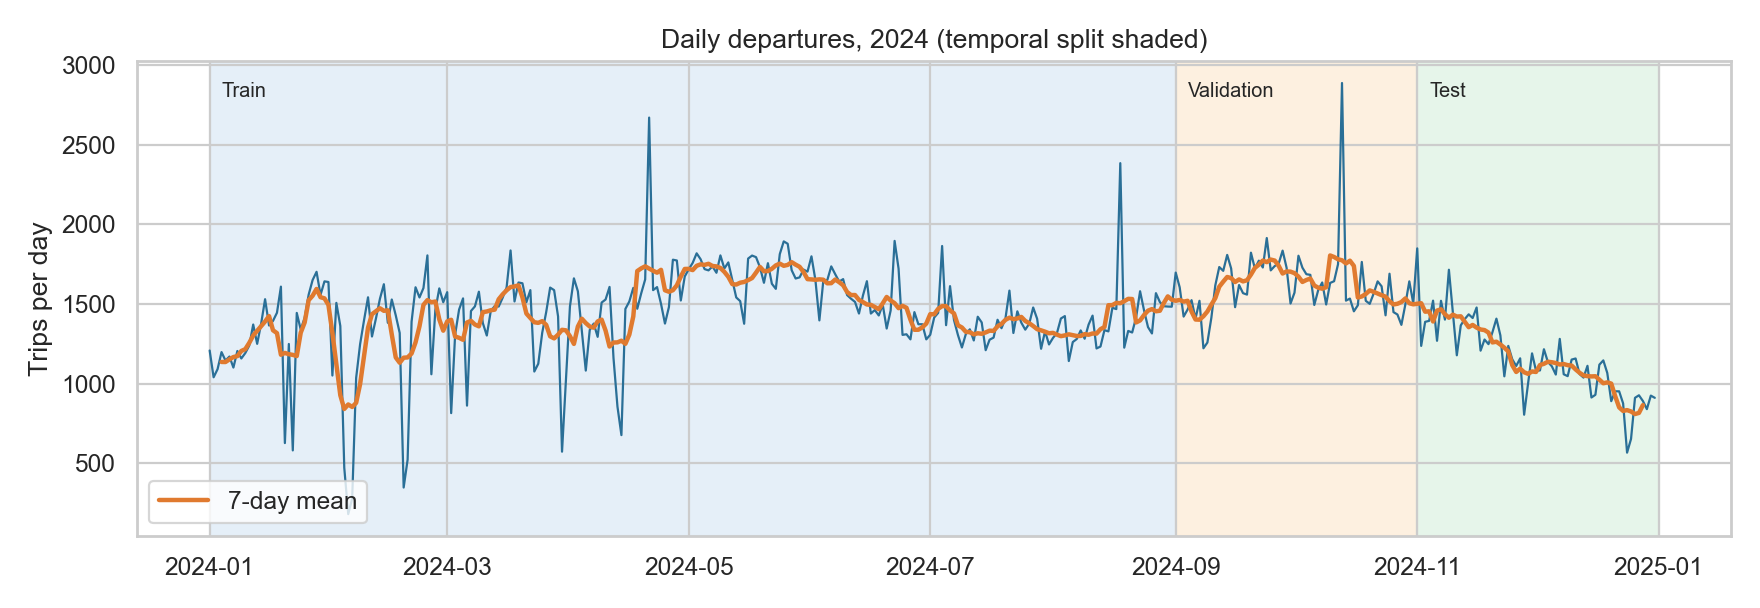 Daily departures, 2024 (temporal split shaded)
Trips per day
3000
2500
2000
1500
1000
500
Train
Validation
Test
7-day mean
2024-01
2024-03
2024-05
2024-07
2024-09
2024-11
2025-01